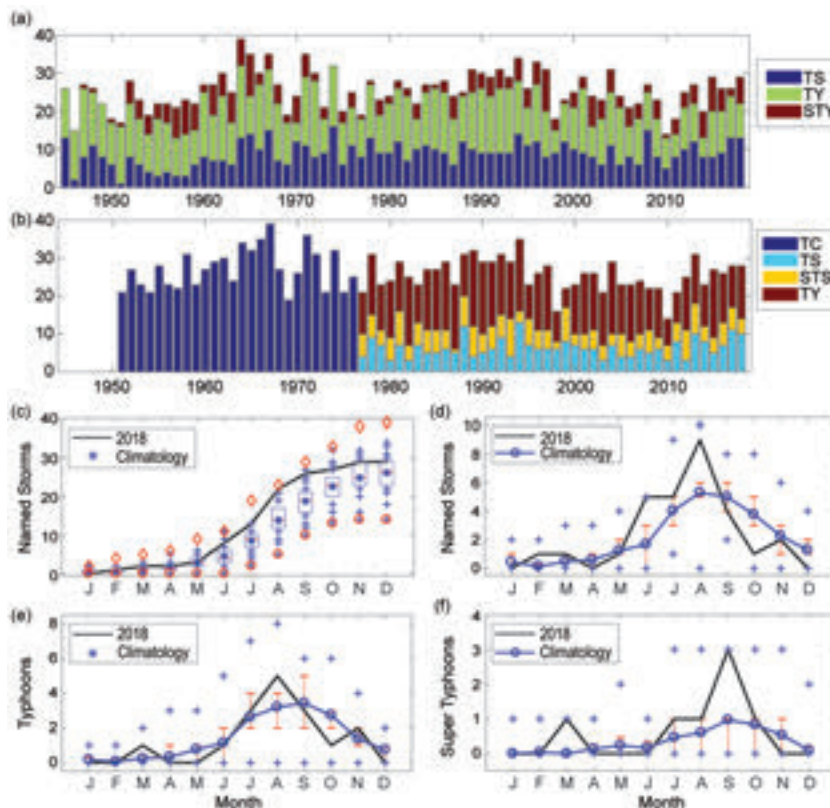 (a)
40
30
20
10
0
TS
TY
STY
1950 1960 1970 1980 1990 2000 2010
(b)
40
30
20
10
0
TC
TS
STS
TY
1950 1960 1970 1980 1990 2000 2010
(c)
40
30
20
10
0
Named Storms
2018
Climatology
J F M A M J J A S O N D
(d)
10
8
6
4
2
0
Named Storms
2018
Climatology
J F M A M J J A S O N D
(e)
8
6
4
2
0
Typhoons
2018
Climatology
J F M A M J J A S O N D
Month
(f)
4
3
2
1
0
Super Typhoons
2018
Climatology
J F M A M J J A S O N D
Month